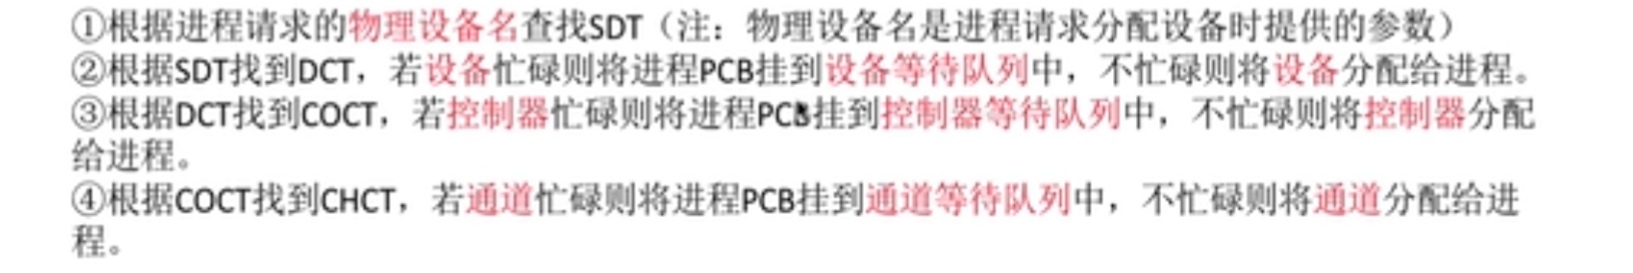 ①根据进程请求的物理设备名查找SDT（注：物理设备名是进程请求分配设备时提供的参数）
②根据SDT找到DCT，若设备忙碌则将进程PCB挂到设备等待队列中，不忙碌则将设备分配给进程。
③根据DCT找到COCT，若控制器忙碌则将进程PCB挂到控制器等待队列中，不忙碌则将控制器分配
给进程。
④根据COCT找到CHCT，若通道忙碌则将进程PCB挂到通道等待队列中，不忙碌则将通道分配给进
程。